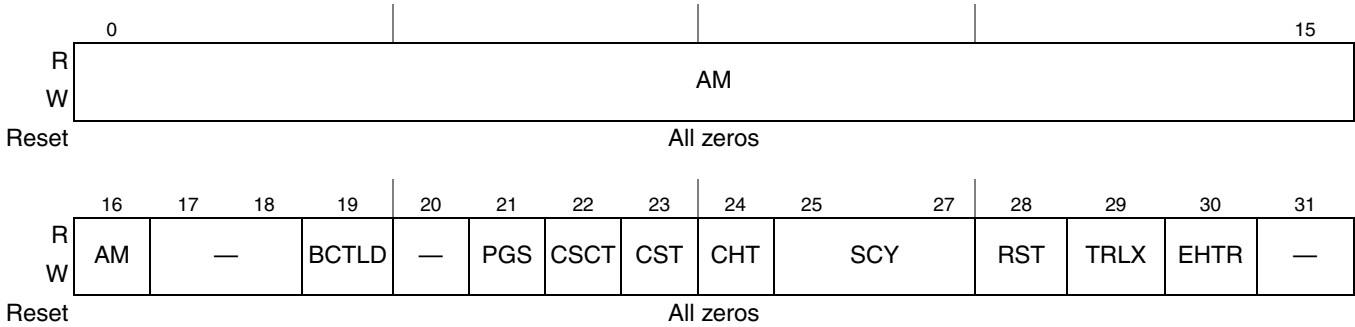 0 15
R
AM
W
Reset All zeros
16 17 18 19 20 21 22 23 24 25 27 28 29 30 31
R
AM — BCTLD — PGS CSCT CST CHT SCY RST TRLX EHTR —
W
Reset All zeros